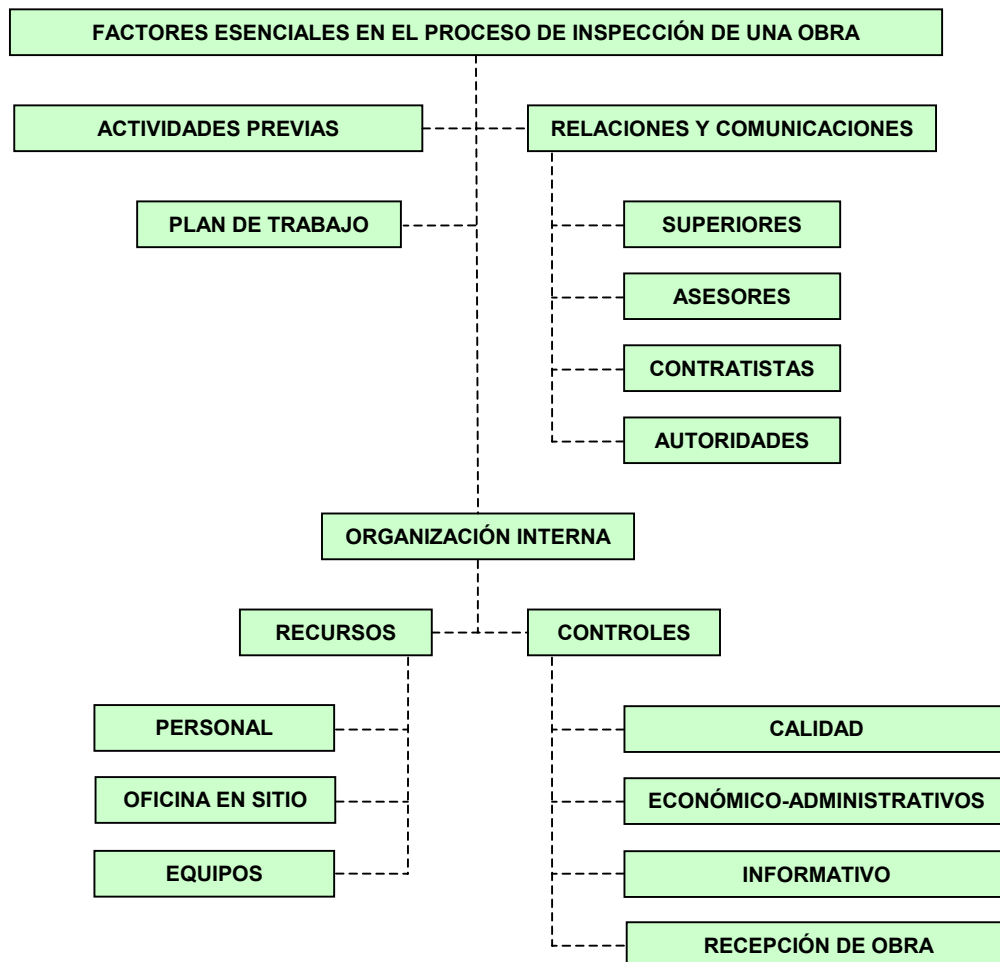 FACTORES ESENCIALES EN EL PROCESO DE INSPECCIÓN DE UNA OBRA
ACTIVIDADES PREVIAS
RELACIONES Y COMUNICACIONES
PLAN DE TRABAJO
SUPERIORES
ASESORES
CONTRATISTAS
AUTORIDADES
ORGANIZACIÓN INTERNA
RECURSOS
CONTROLES
PERSONAL
CALIDAD
OFICINA EN SITIO
ECONÓMICO-ADMINISTRATIVOS
EQUIPOS
INFORMATIVO
RECEPCIÓN DE OBRA